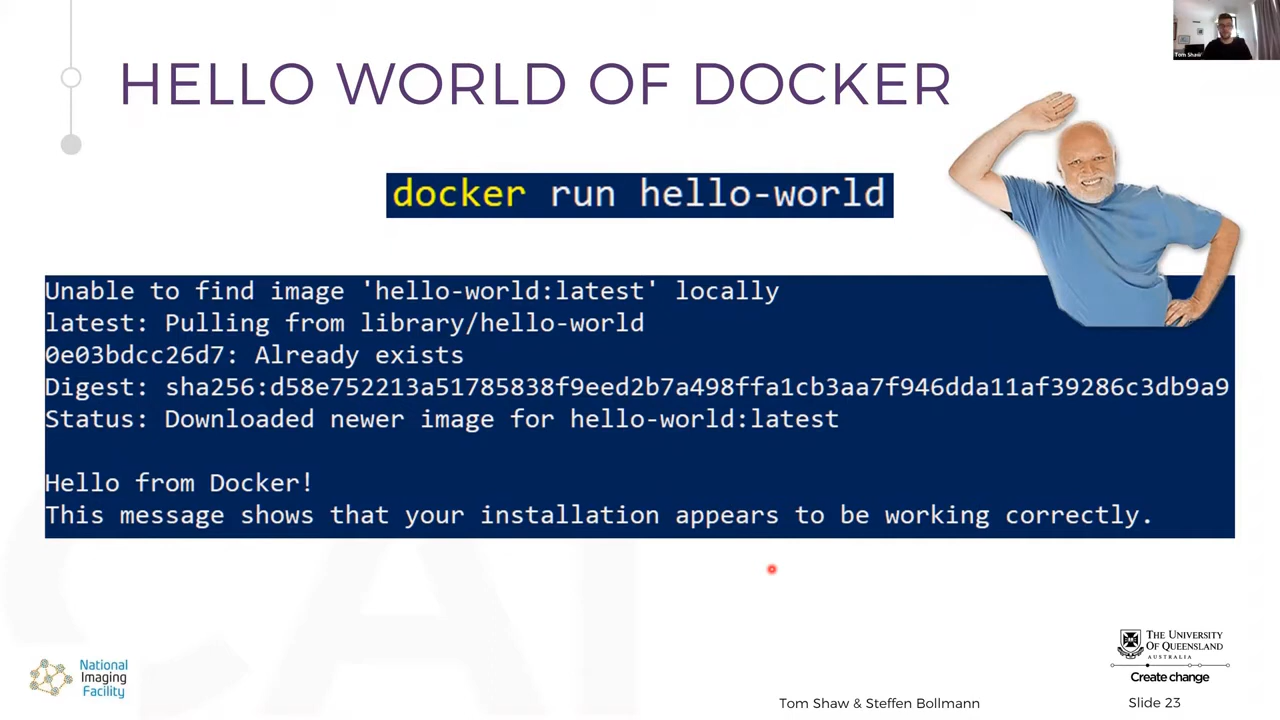 Tom Shaw
HELLO WORLD OF DOCKER
docker run hello-world
Unable to find image 'hello-world:latest' locally
latest: Pulling from library/hello-world
0e03bdcc26d7: Already exists
Digest: sha256:d58e752213a51785838f9eed2b7a498ffa1cb3aa7f946dda11af39286c3db9a9
Status: Downloaded newer image for hello-world:latest
Hello from Docker!
This message shows that your installation appears to be working correctly.
CAI
National
Imaging
Facility
THE UNIVERSITY
OF QUEENSLAND
AUSTRALIA
Create change
Tom Shaw & Steffen Bollmann
Slide 23